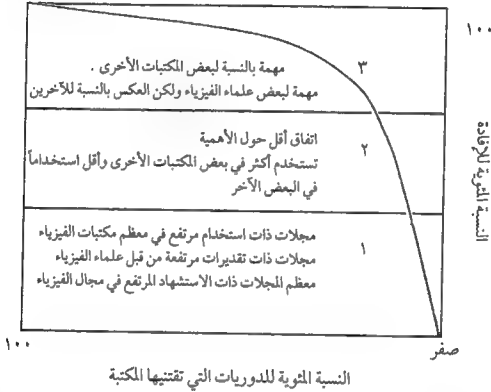 ١٠٠
النسبة المئوية للإفادة
٣
مهمة بالنسبة لبعض المكتبات الأخرى .
مهمة لبعض علماء الفيزياء ولكن العكس بالنسبة للآخرين
٢
اتفاق أقل حول الأهمية
تستخدم أكثر في بعض المكتبات الأخرى وأقل استخداماً
في البعض الآخر
١
مجلات ذات استخدام مرتفع في معظم مكتبات الفيزياء
مجلات ذات تقديرات مرتفعة من قبل علماء الفيزياء
معظم المجلات ذات الاستشهاد المرتفع في مجال الفيزياء
صفر
١٠٠
النسبة المئوية للدوريات التي تقتنيها المكتبة